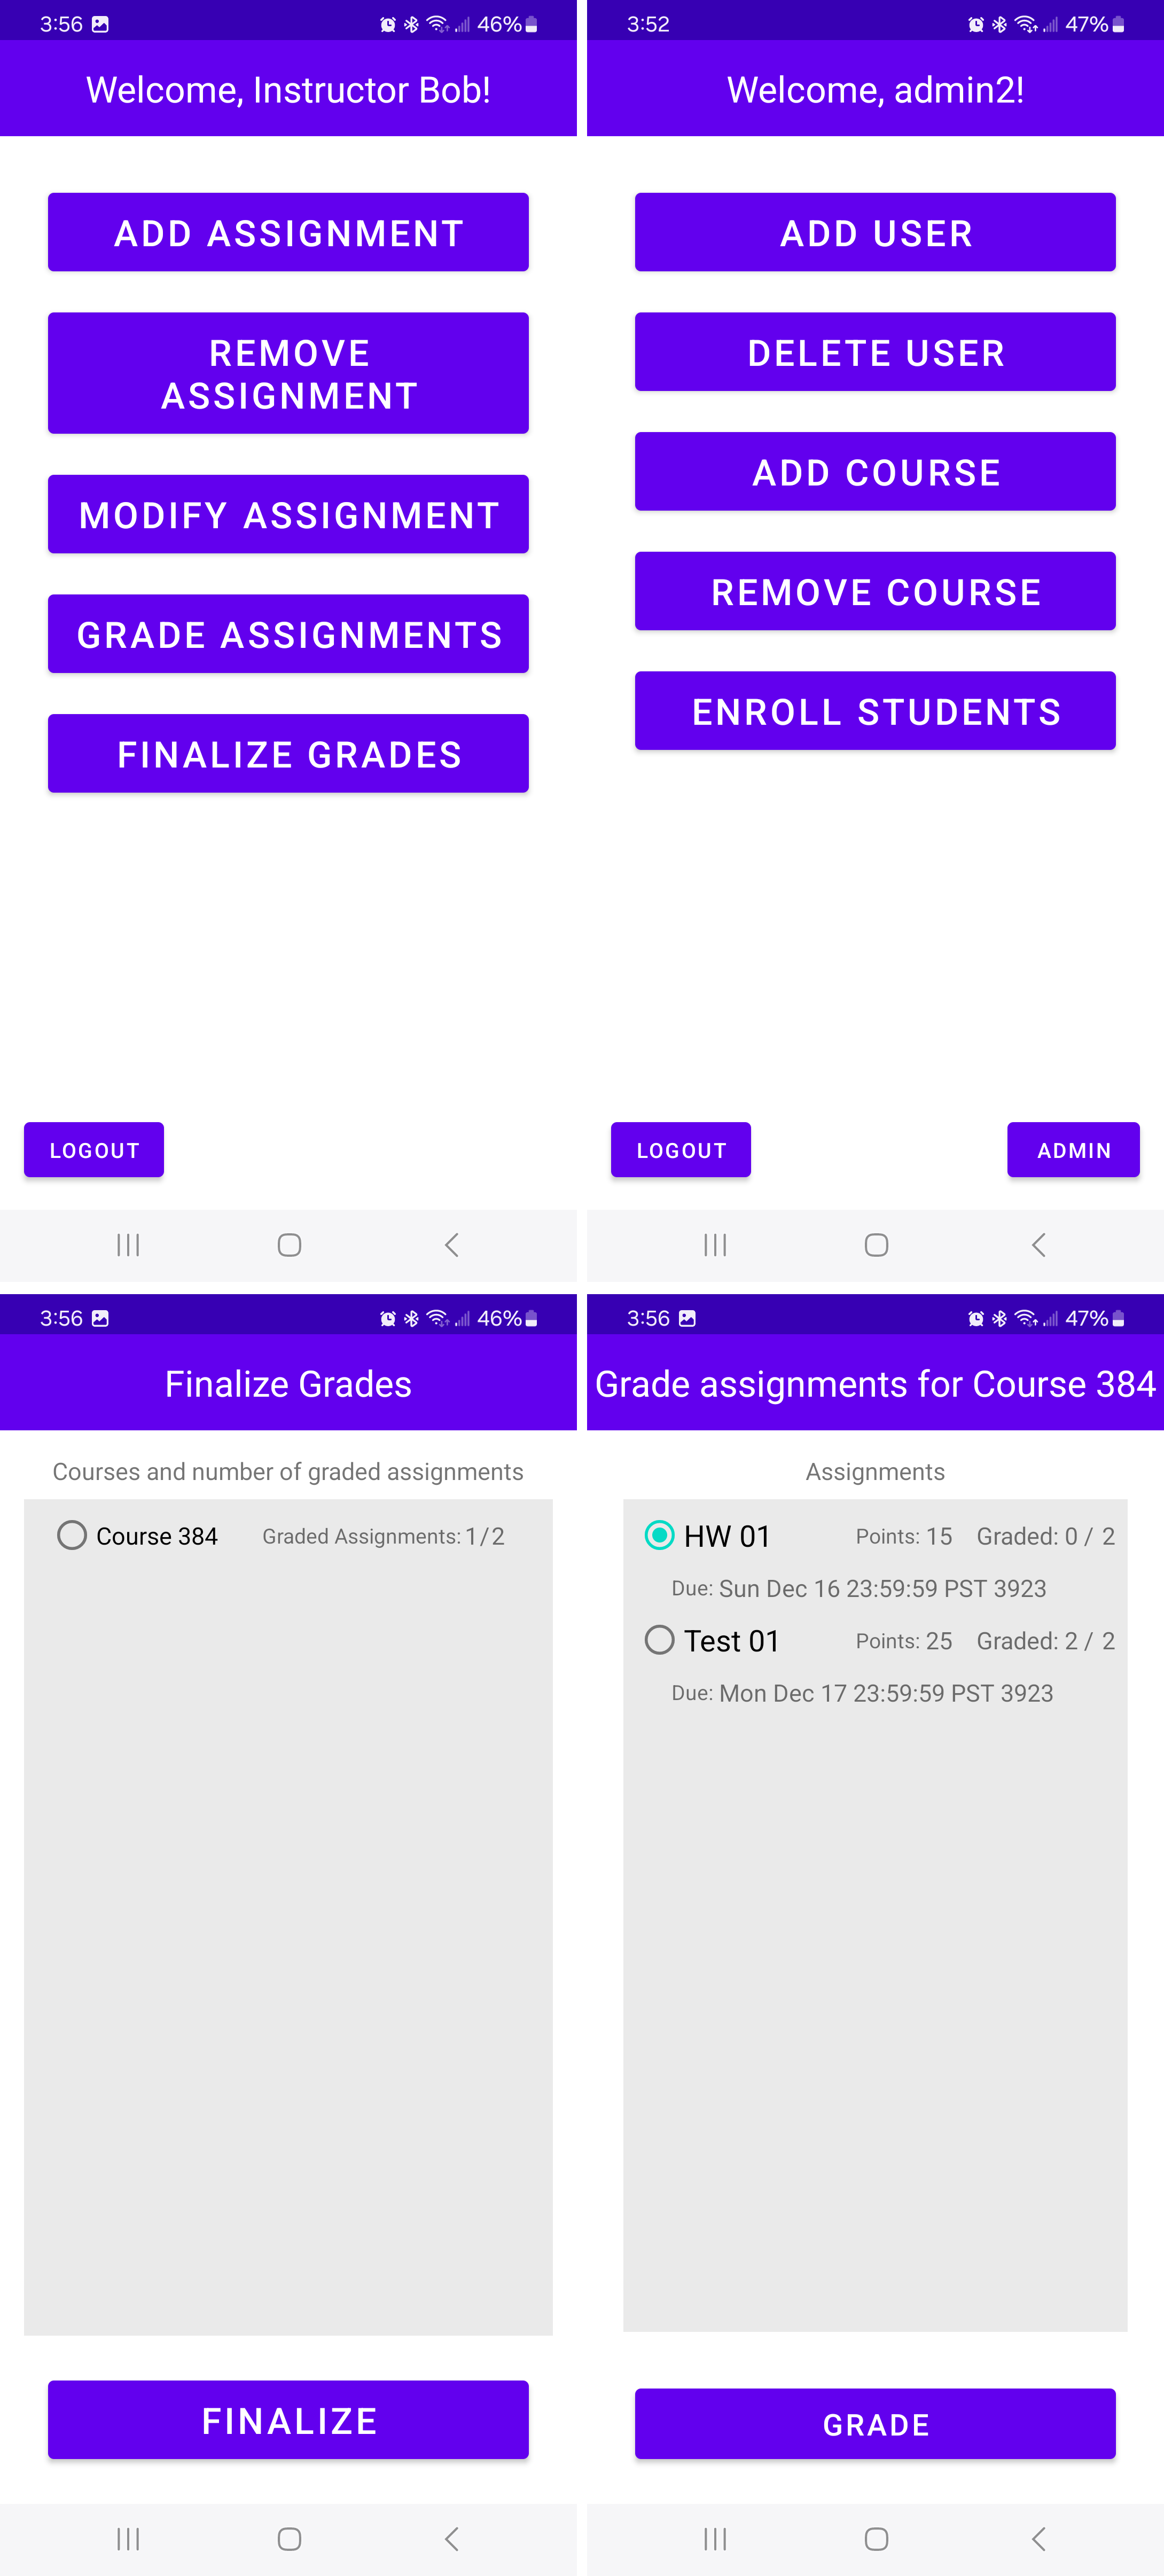 3:56 46%
Welcome, Instructor Bob!
ADD ASSIGNMENT
REMOVE
ASSIGNMENT
MODIFY ASSIGNMENT
GRADE ASSIGNMENTS
FINALIZE GRADES
LOGOUT
3:52 47%
Welcome, admin2!
ADD USER
DELETE USER
ADD COURSE
REMOVE COURSE
ENROLL STUDENTS
LOGOUT ADMIN
3:56 46%
Finalize Grades
Courses and number of graded assignments
Course 384 Graded Assignments: 1/2
FINALIZE
3:56 47%
Grade assignments for Course 384
Assignments
HW 01 Points: 15 Graded: 0 / 2
Due: Sun Dec 16 23:59:59 PST 3923
Test 01 Points: 25 Graded: 2 / 2
Due: Mon Dec 17 23:59:59 PST 3923
GRADE